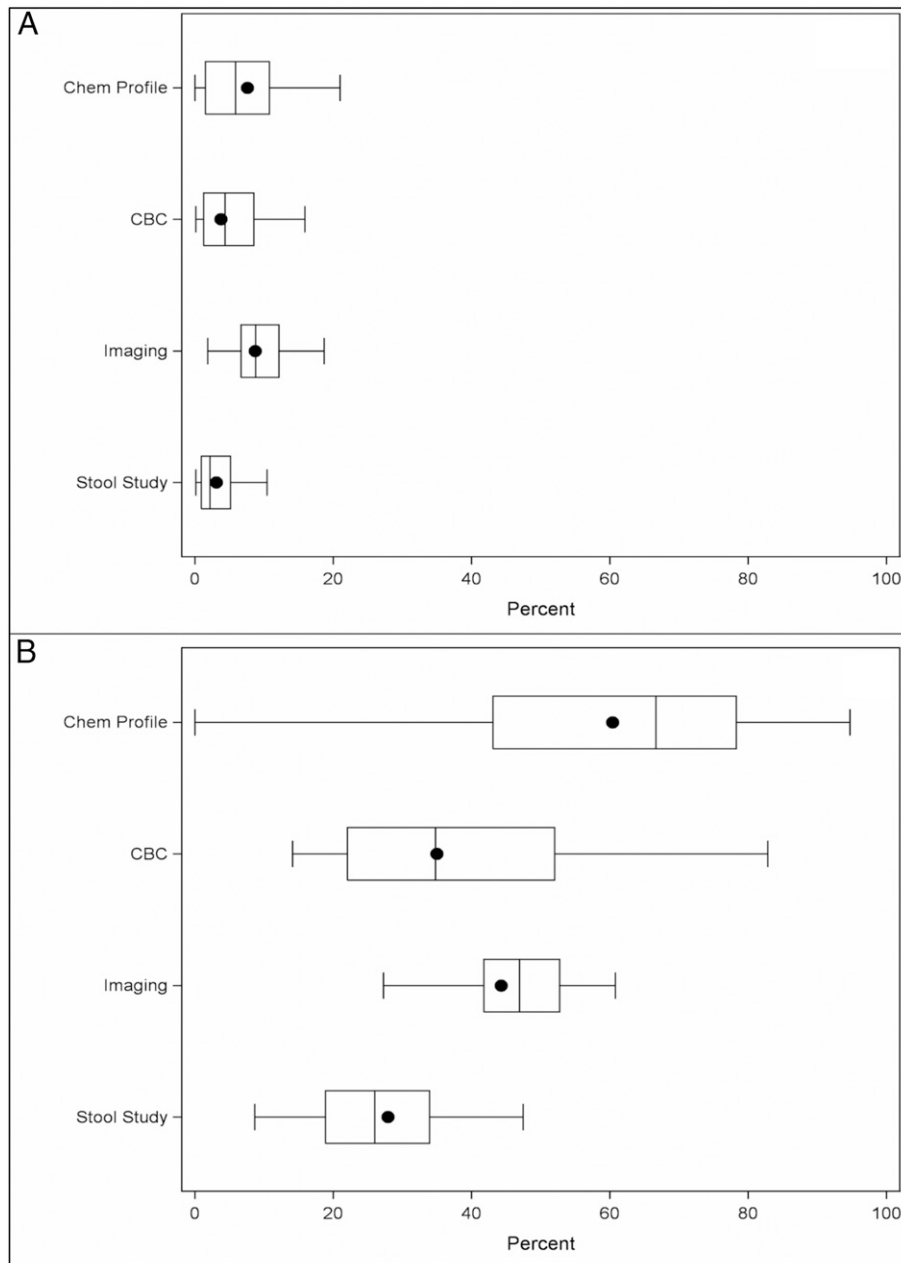 A
Chem Profile
CBC
Imaging
Stool Study
0 20 40 60 80 100
Percent
B
Chem Profile
CBC
Imaging
Stool Study
0 20 40 60 80 100
Percent